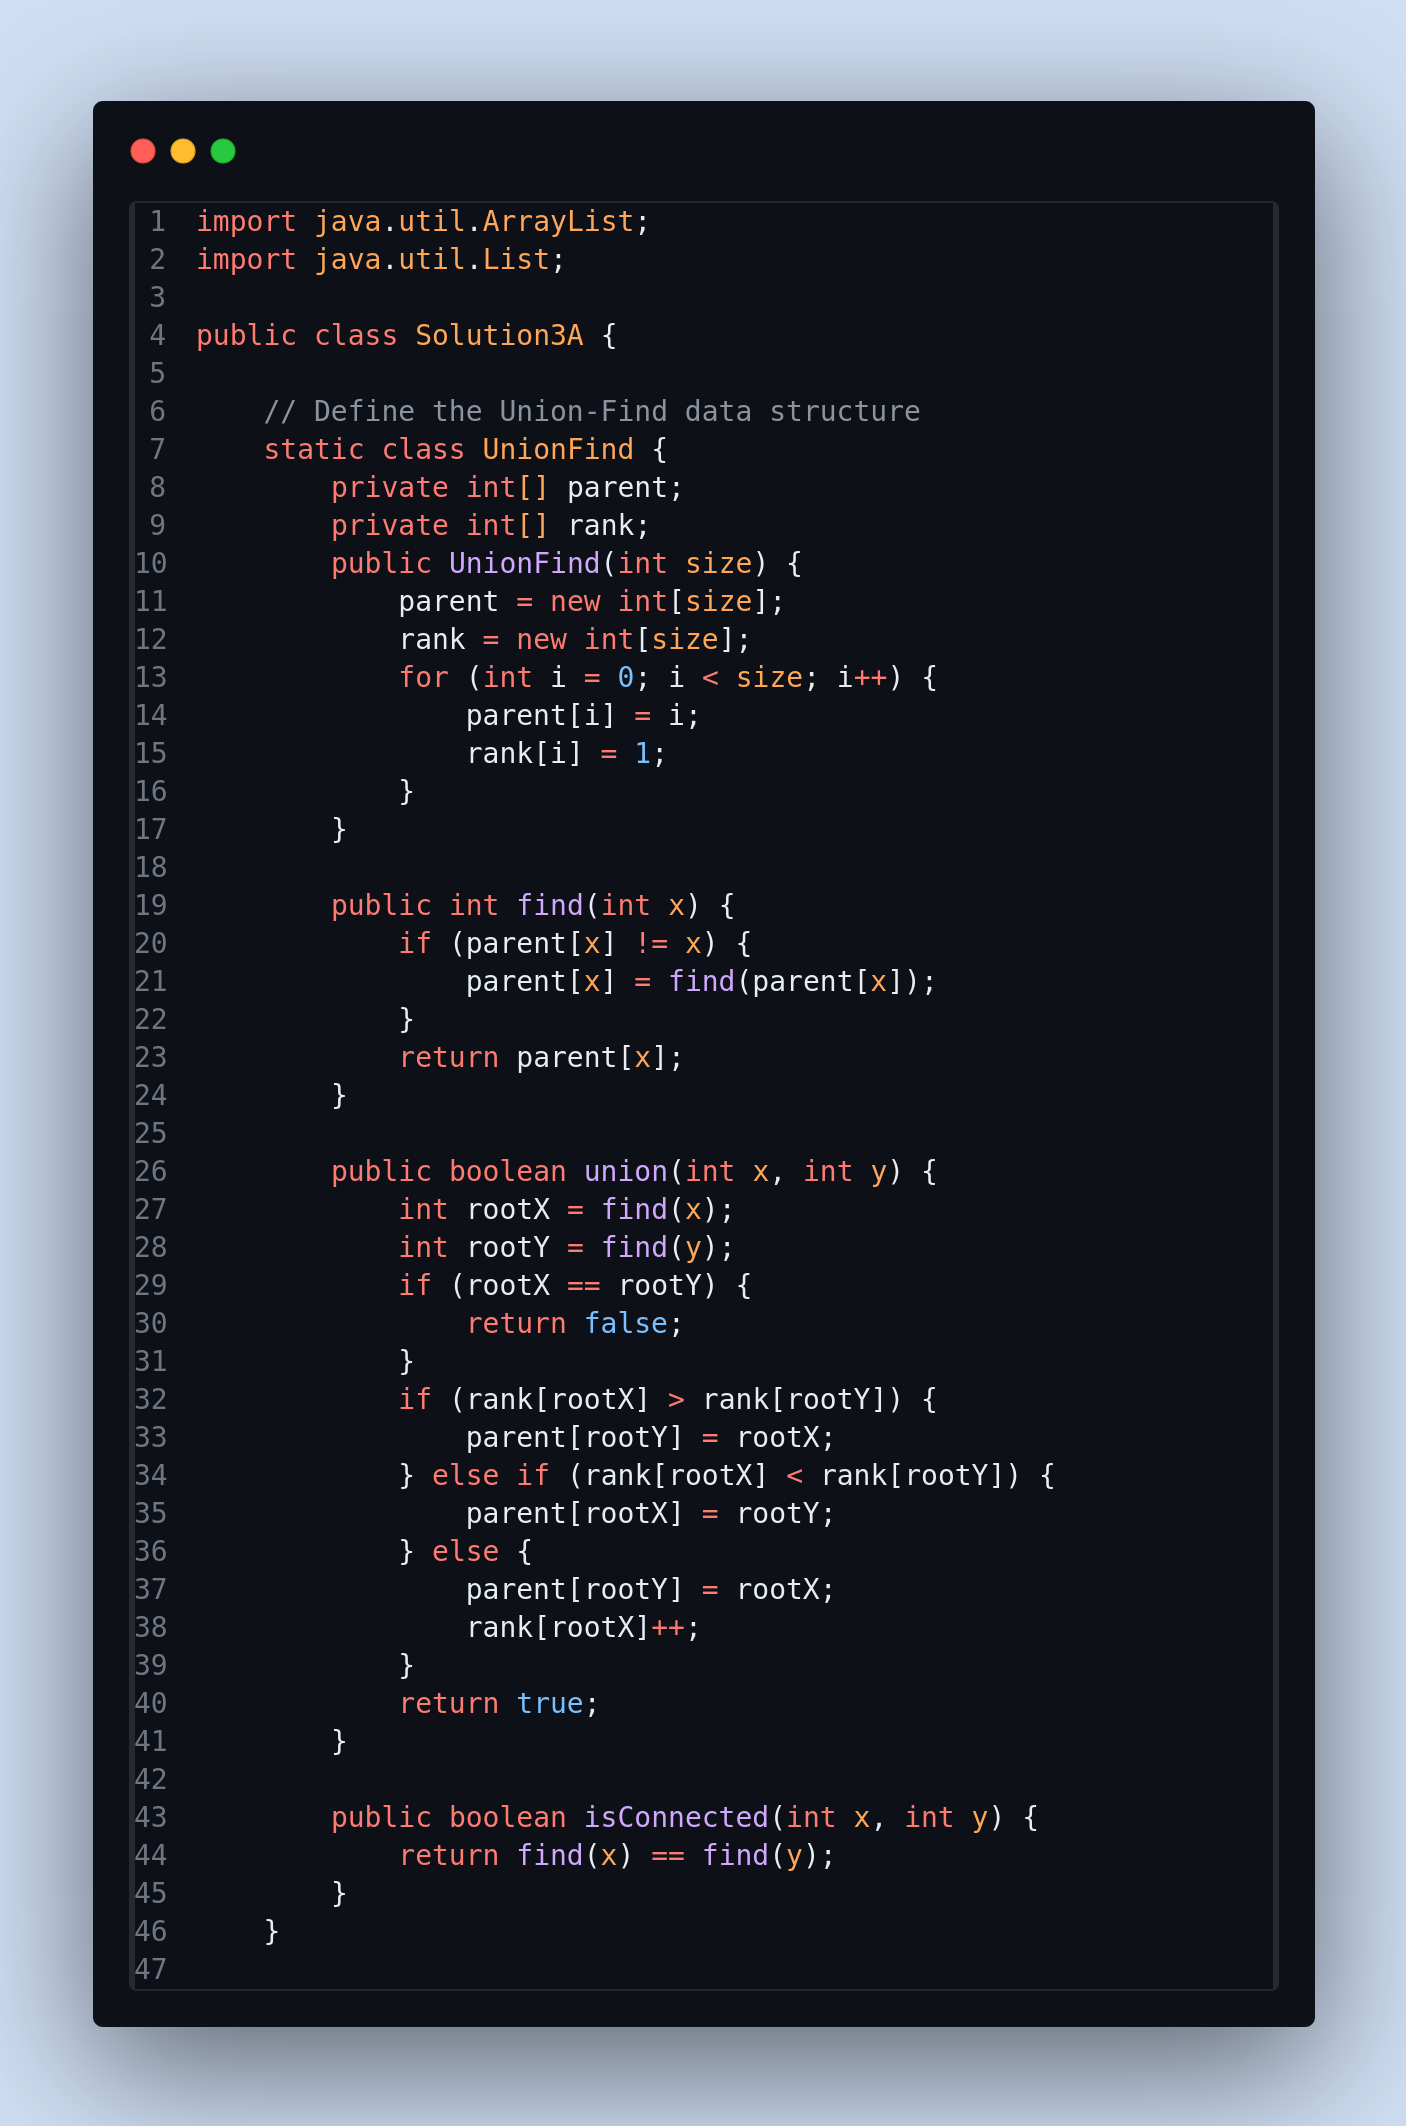 1 import java.util.ArrayList;
2 import java.util.List;
3
4 public class Solution3A {
5
6     // Define the Union-Find data structure
7     static class UnionFind {
8         private int[] parent;
9         private int[] rank;
10         public UnionFind(int size) {
11             parent = new int[size];
12             rank = new int[size];
13             for (int i = 0; i < size; i++) {
14                 parent[i] = i;
15                 rank[i] = 1;
16             }
17         }
18
19         public int find(int x) {
20             if (parent[x] != x) {
21                 parent[x] = find(parent[x]);
22             }
23             return parent[x];
24         }
25
26         public boolean union(int x, int y) {
27             int rootX = find(x);
28             int rootY = find(y);
29             if (rootX == rootY) {
30                 return false;
31             }
32             if (rank[rootX] > rank[rootY]) {
33                 parent[rootY] = rootX;
34             } else if (rank[rootX] < rank[rootY]) {
35                 parent[rootX] = rootY;
36             } else {
37                 parent[rootY] = rootX;
38                 rank[rootX]++;
39             }
40             return true;
41         }
42
43         public boolean isConnected(int x, int y) {
44             return find(x) == find(y);
45         }
46     }
47